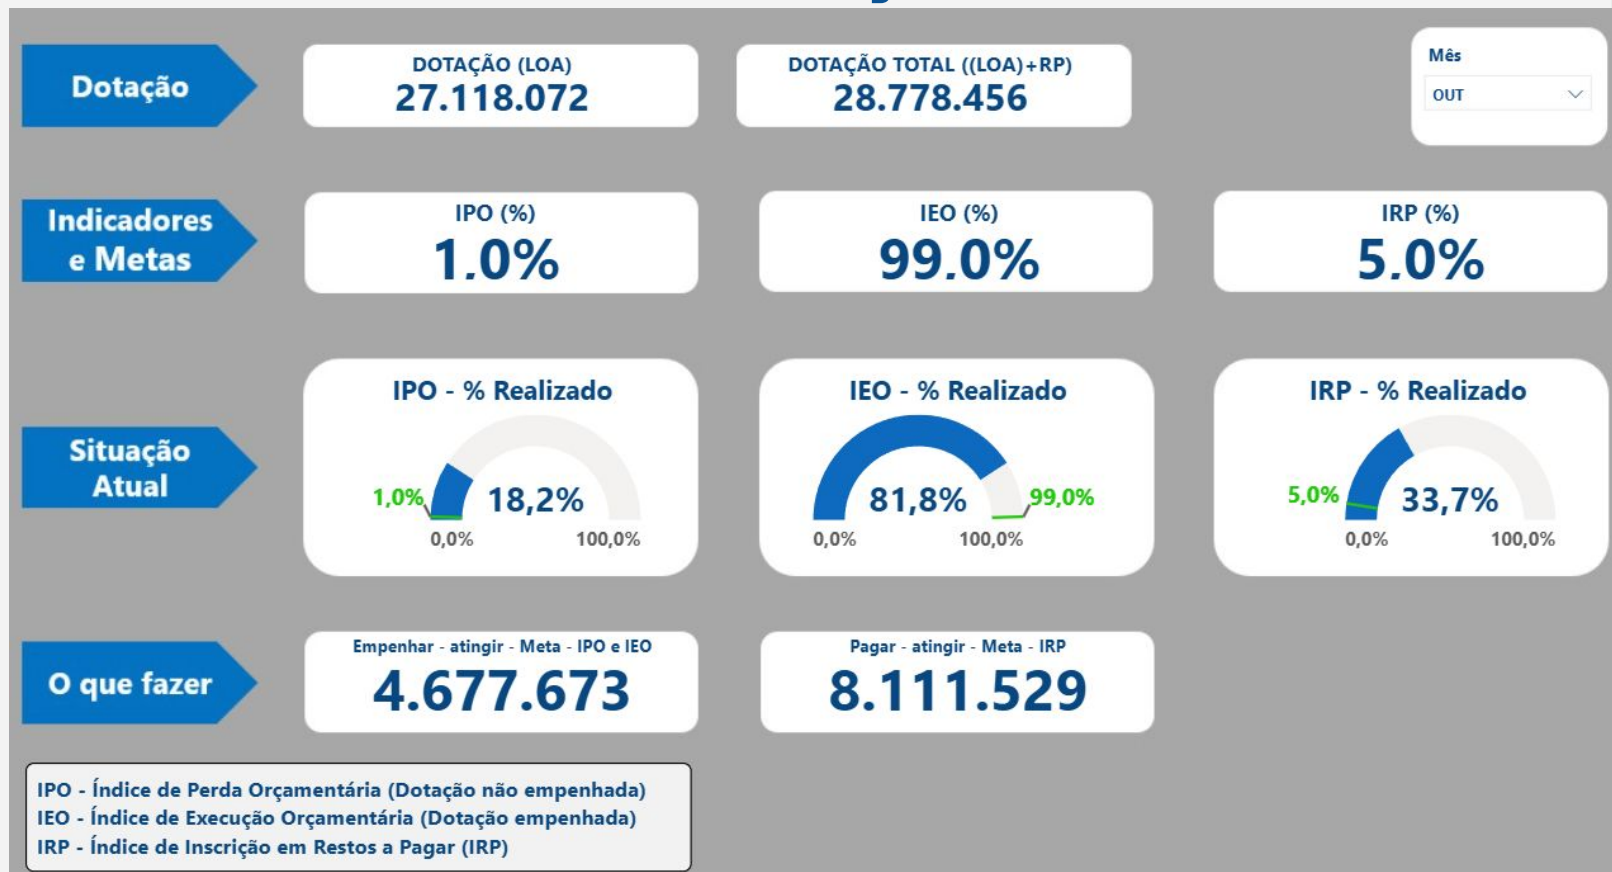 Dotação
DOTAÇÃO (LOA)
27.118.072
DOTAÇÃO TOTAL ((LOA)+RP)
28.778.456
Mês
OUT
Indicadores
e Metas
IPO (%)
1.0%
IEO (%)
99.0%
IRP (%)
5.0%
Situação
Atual
IPO - % Realizado
1,0%
18,2%
0,0%
100,0%
IEO - % Realizado
81,8%
99,0%
0,0%
100,0%
IRP - % Realizado
5,0%
33,7%
0,0%
100,0%
O que fazer
Empenhar - atingir - Meta - IPO e IEO
4.677.673
Pagar - atingir - Meta - IRP
8.111.529
IPO - Índice de Perda Orçamentária (Dotação não empenhada)
IEO - Índice de Execução Orçamentária (Dotação empenhada)
IRP - Índice de Inscrição em Restos a Pagar (IRP)